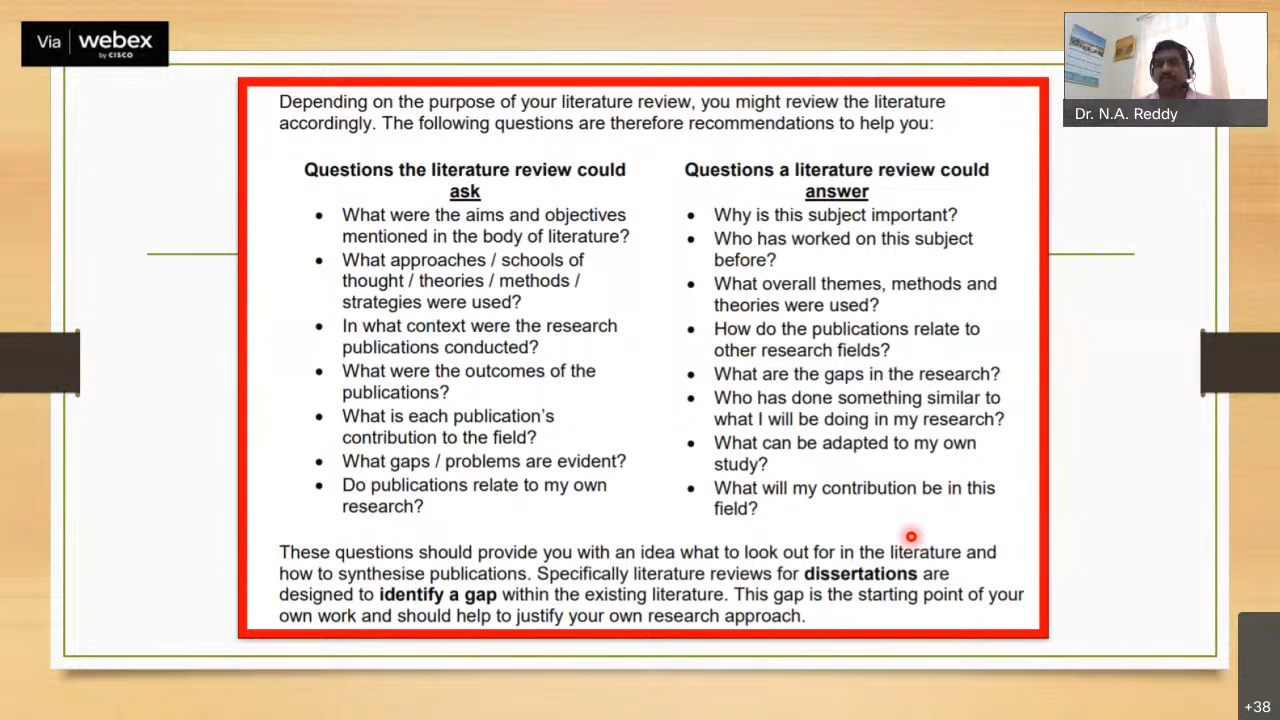 Via webex
by CISCO
Dr. N.A. Reddy
Depending on the purpose of your literature review, you might review the literature
accordingly. The following questions are therefore recommendations to help you:
Questions the literature review could
ask
• What were the aims and objectives
mentioned in the body of literature?
• What approaches / schools of
thought / theories / methods /
strategies were used?
• In what context were the research
publications conducted?
• What were the outcomes of the
publications?
• What is each publication's
contribution to the field?
• What gaps / problems are evident?
• Do publications relate to my own
research?
Questions a literature review could
answer
• Why is this subject important?
• Who has worked on this subject
before?
• What overall themes, methods and
theories were used?
• How do the publications relate to
other research fields?
• What are the gaps in the research?
• Who has done something similar to
what I will be doing in my research?
• What can be adapted to my own
study?
• What will my contribution be in this
field?
These questions should provide you with an idea what to look out for in the literature and
how to synthesise publications. Specifically literature reviews for dissertations are
designed to identify a gap within the existing literature. This gap is the starting point of your
own work and should help to justify your own research approach.
+38